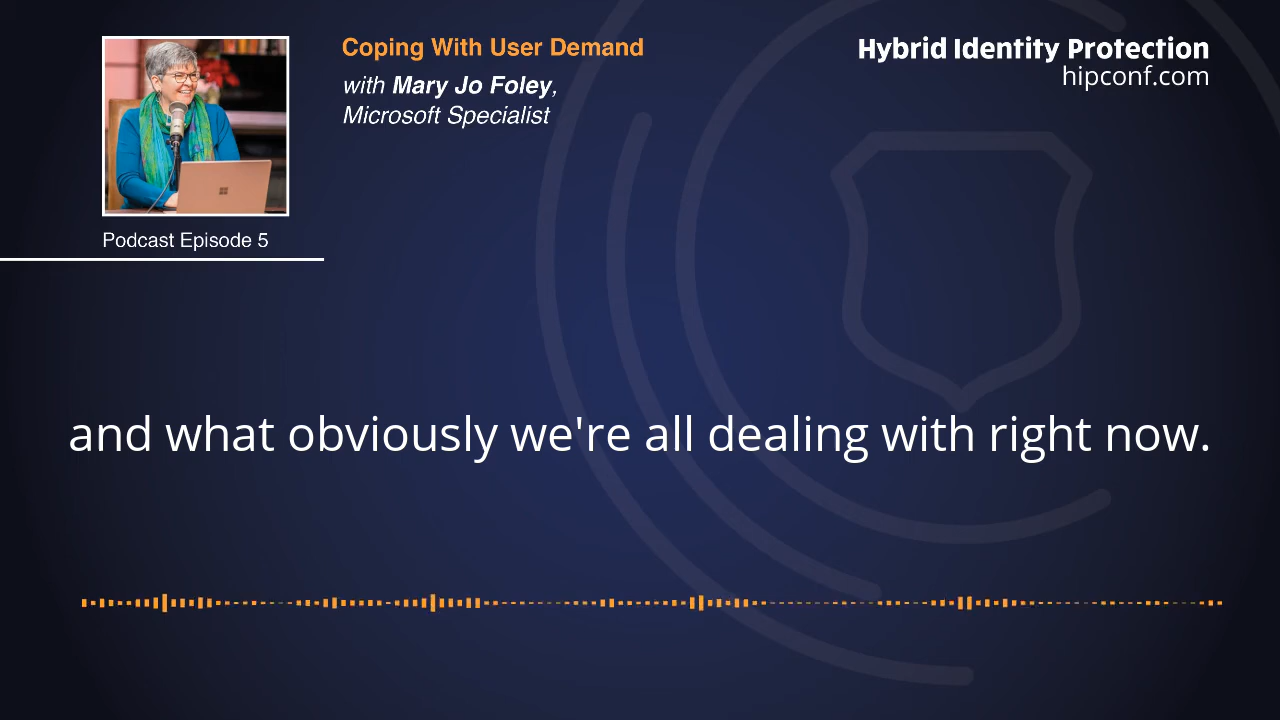 Coping With User Demand
with Mary Jo Foley,
Microsoft Specialist
Hybrid Identity Protection
hipconf.com
Podcast Episode 5
and what obviously we're all dealing with right now.